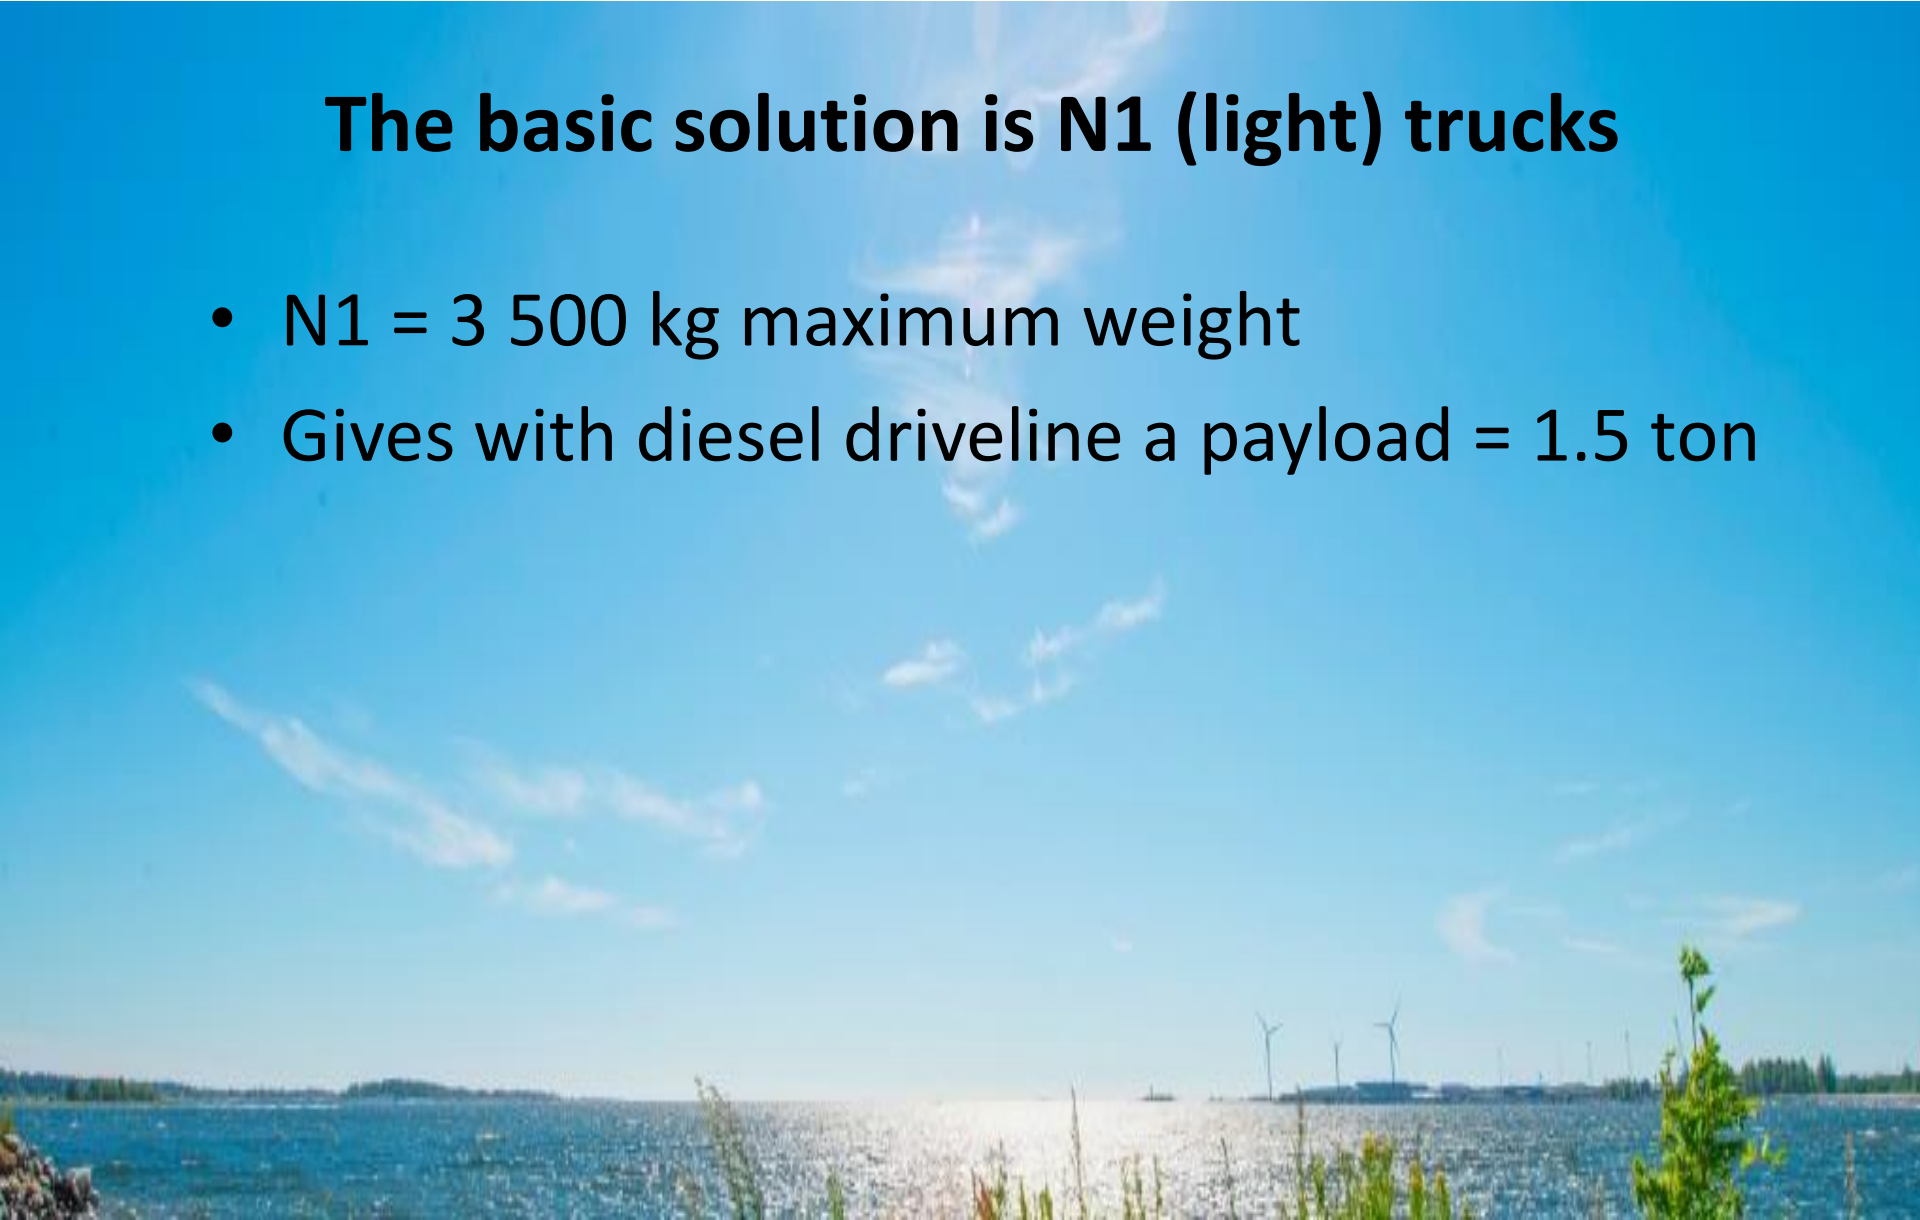 The basic solution is N1 (light) trucks
• N1 = 3 500 kg maximum weight
• Gives with diesel driveline a payload = 1.5 ton